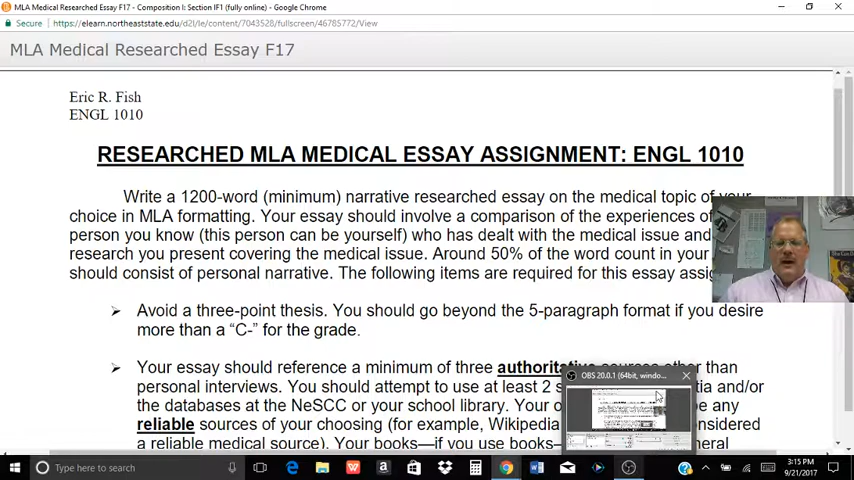 MLA Medical Researched Essay F17 - Composition I: Section IF1 (fully online) - Google Chrome
Secure https://elearn.northeaststate.edu/d2l/le/content/7043528/fullscreen/46785772/View
MLA Medical Researched Essay F17
Eric R. Fish
ENGL 1010
RESEARCHED MLA MEDICAL ESSAY ASSIGNMENT: ENGL 1010
Write a 1200-word (minimum) narrative researched essay on the medical topic of your
choice in MLA formatting. Your essay should involve a comparison of the experiences of
person you know (this person can be yourself) who has dealt with the medical issue and
research you present covering the medical issue. Around 50% of the word count in your
should consist of personal narrative. The following items are required for this essay
➢ Avoid a three-point thesis. You should go beyond the 5-paragraph format if you desire
more than a “C-” for the grade.
➢ Your essay should reference a minimum of three than
OBS 20.0.1 (64bit, windo...
personal interviews. You should attempt to use at least 2 and/or
the databases at the NeSCC or your school library. Your any
reliable sources of your choosing (for example, Wikipedia considered
a reliable medical source). Your books—if you use books—
Type here to search
3:15 PM
9/21/2017